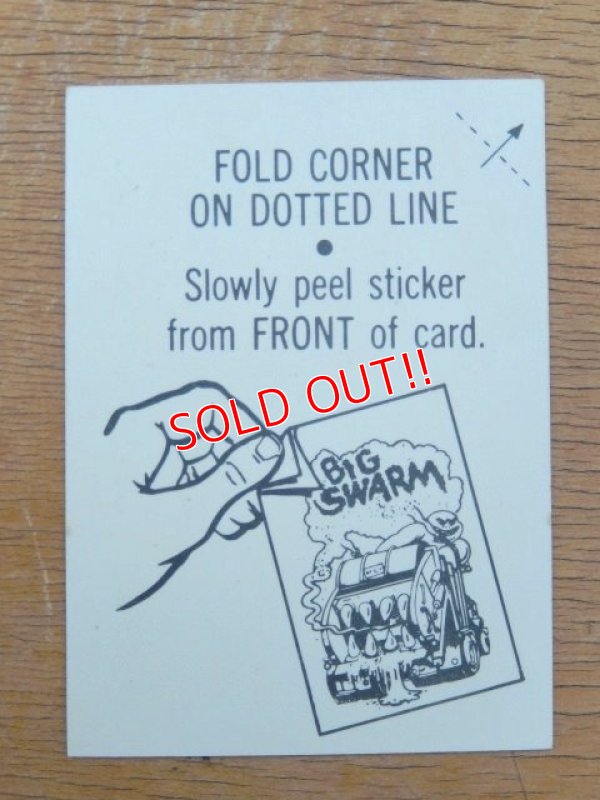 FOLD CORNER
ON DOTTED LINE
Slowly peel sticker
from FRONT of card.
SOLD OUT!!
BIG
SWARM